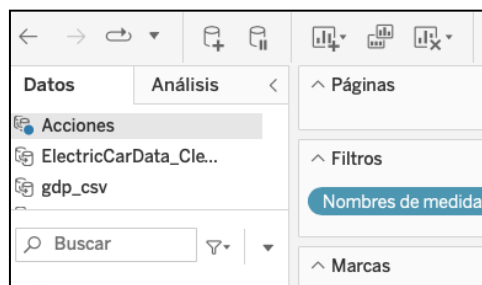 Datos
Análisis
Páginas
Acciones
ElectricCarData_Cle...
Filtros
gdp_csv
Nombres de medida
Buscar
Marcas